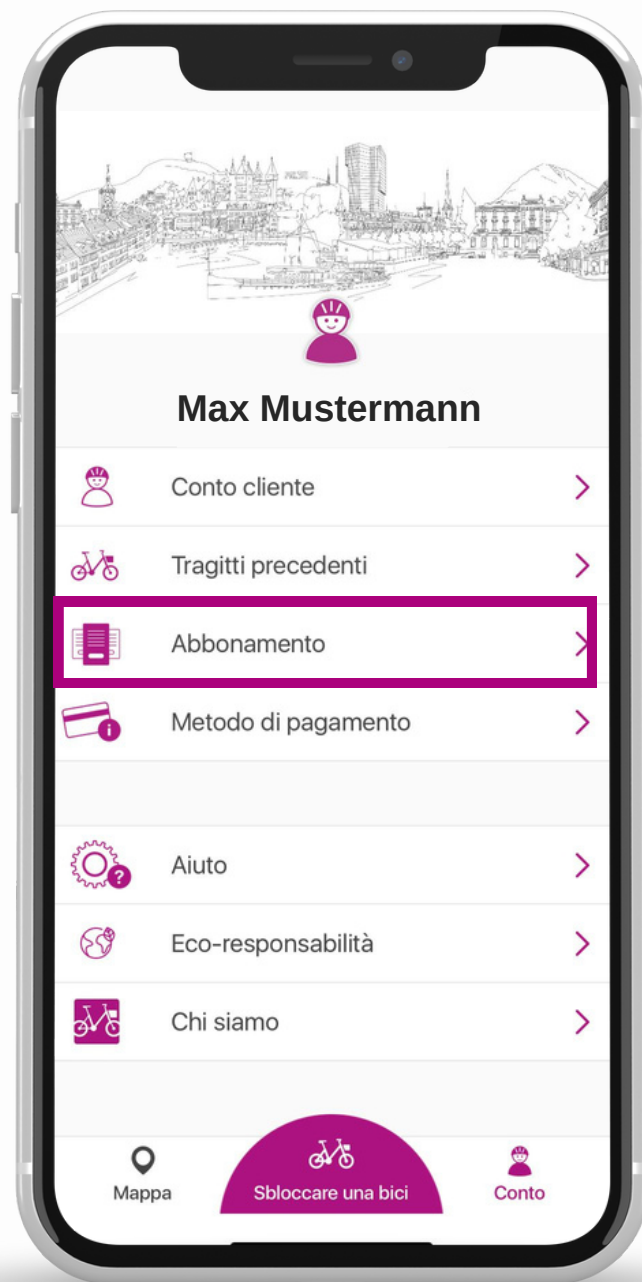 Max Mustermann
Conto cliente
Tragitti precedenti
Abbonamento
Metodo di pagamento
Aiuto
Eco-responsabilità
Chi siamo
Mappa
Sbloccare una bici
Conto